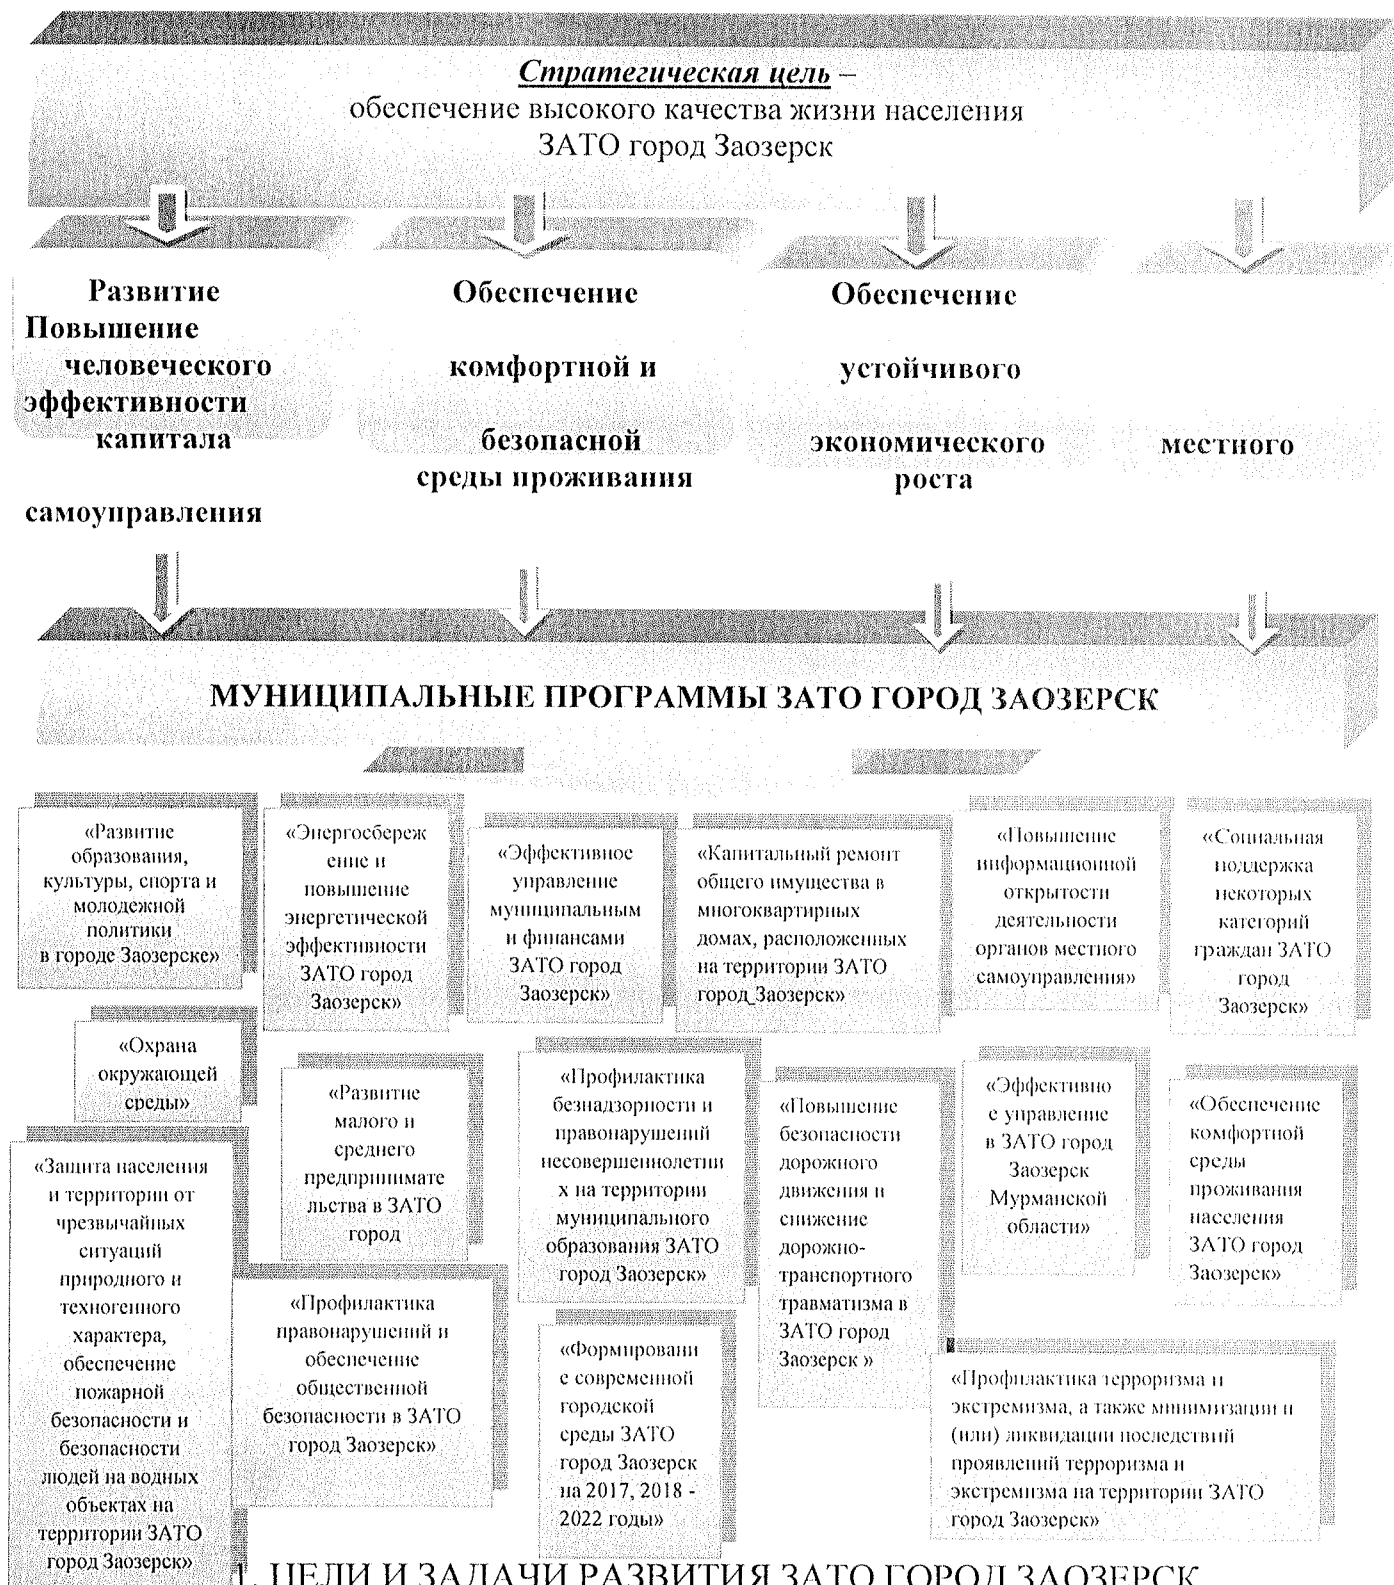 Стратегическая цель –
обеспечение высокого качества жизни населения
ЗАТО город Заозерск
Развитие Обеспечение Обеспечение
Повышение
человеческого комфортной и устойчивого
эффективности
капитала безопасной экономического местного
среды проживания роста
самоуправления
МУНИЦИПАЛЬНЫЕ ПРОГРАММЫ ЗАТО ГОРОД ЗАОЗЕРСК
«Развитие
образования,
культуры, спорта и
молодежной
политики
в городе Заозерске»
«Энергосбереж
ение и
повышение
энергетической
эффективности
ЗАТО город
Заозерск»
«Эффективное
управление
муниципальным
и финансами
ЗАТО город
Заозерск»
«Капитальный ремонт
общего имущества в
многоквартирных
домах, расположенных
на территории ЗАТО
город Заозерск»
«Повышение
информационной
открытости
деятельности
органов местного
самоуправления»
«Социальная
поддержка
некоторых
категорий
граждан ЗАТО
город
Заозерск»
«Охрана
окружающей
среды»
«Развитие
малого и
среднего
предпринимате
льства в ЗАТО
город
«Профилактика
безнадзорности и
правонарушений
несовершеннолетни
х на территории
муниципального
образования ЗАТО
город Заозерск»
«Повышение
безопасности
дорожного
движения и
снижение
дорожно-
транспортного
травматизма в
ЗАТО город
Заозерск »
«Эффективно
е управление
в ЗАТО город
Заозерск
Мурманской
области»
«Обеспечение
комфортной
среды
проживания
населения
ЗАТО город
Заозерск»
«Защита населения
и территории от
чрезвычайных
ситуаций
природного и
техногенного
характера,
обеспечение
пожарной
безопасности и
безопасности
людей на водных
объектах на
территории ЗАТО
город Заозерск»
«Профилактика
правонарушений и
обеспечение
общественной
безопасности в ЗАТО
город Заозерск»
«Формировани
е современной
городской
среды ЗАТО
город Заозерск
на 2017, 2018 -
2022 годы»
«Профилактика терроризма и
экстремизма, а также минимизации и
(или) ликвидации последствий
проявлений терроризма и
экстремизма на территории ЗАТО
город Заозерск»
1. ЦЕЛИ И ЗАДАЧИ РАЗВИТИЯ ЗАТО ГОРОД ЗАОЗЕРСК